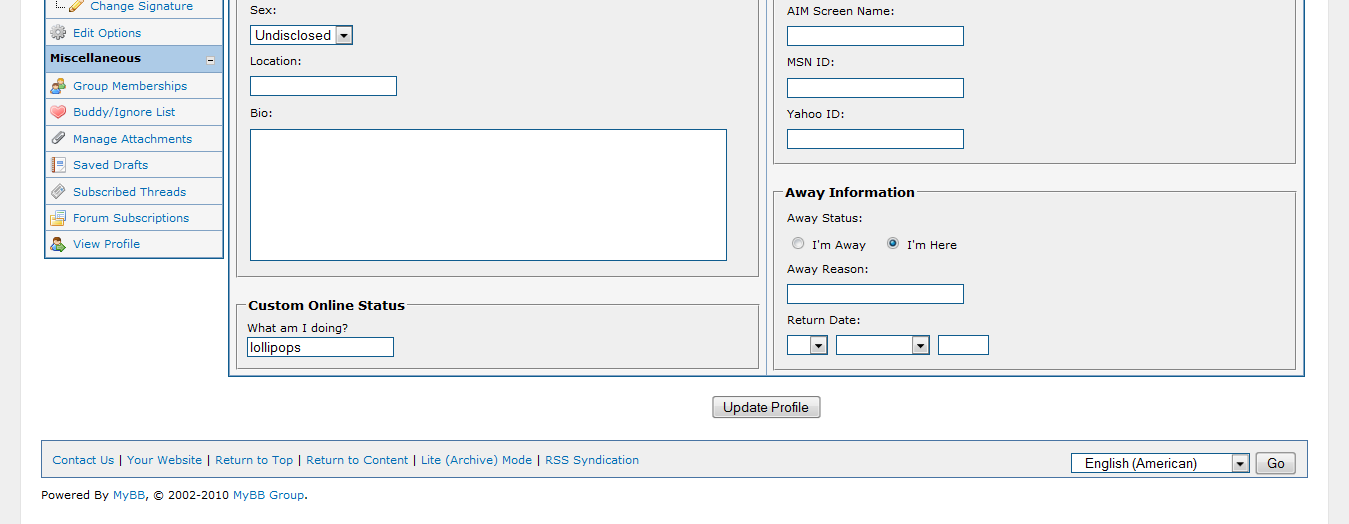 Change Signature
Edit Options
Miscellaneous
Group Memberships
Buddy/Ignore List
Manage Attachments
Saved Drafts
Subscribed Threads
Forum Subscriptions
View Profile
Sex:
Undisclosed
Location:
Bio:
Custom Online Status
What am I doing?
lollipops
AIM Screen Name:
MSN ID:
Yahoo ID:
Away Information
Away Status:
I'm Away I'm Here
Away Reason:
Return Date:
Update Profile
Contact Us | Your Website | Return to Top | Return to Content | Lite (Archive) Mode | RSS Syndication
English (American) Go
Powered By MyBB, © 2002-2010 MyBB Group.